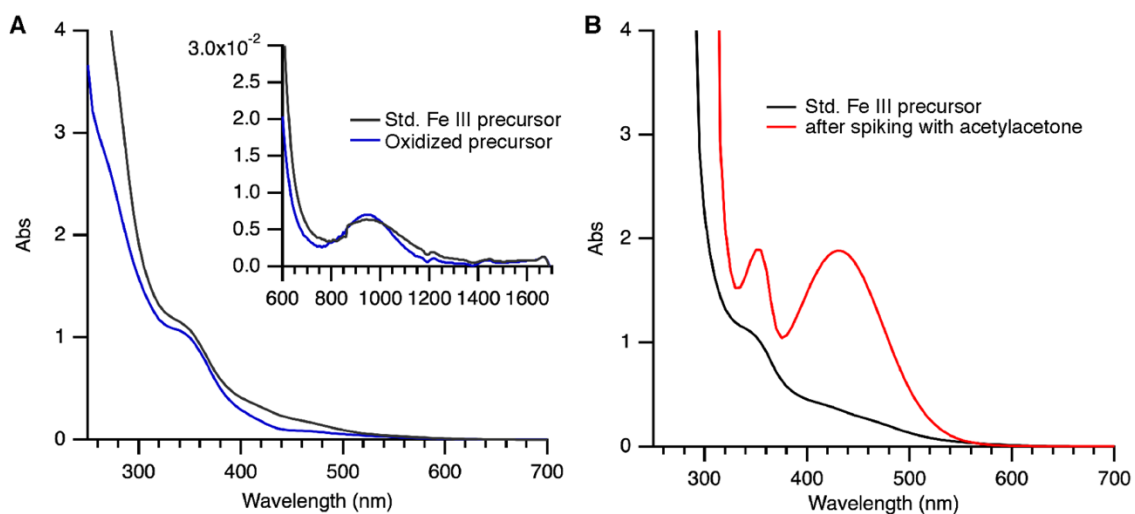 A
4
3
2
1
0
Abs
300
400
500
600
700
Wavelength (nm)
3.0x10-2
2.5
2.0
1.5
1.0
0.5
0.0
600
800
1000
1200
1400
1600
Std. Fe III precursor
Oxidized precursor
B
4
3
2
1
0
Abs
300
400
500
600
700
Wavelength (nm)
Std. Fe III precursor
after spiking with acetylacetone